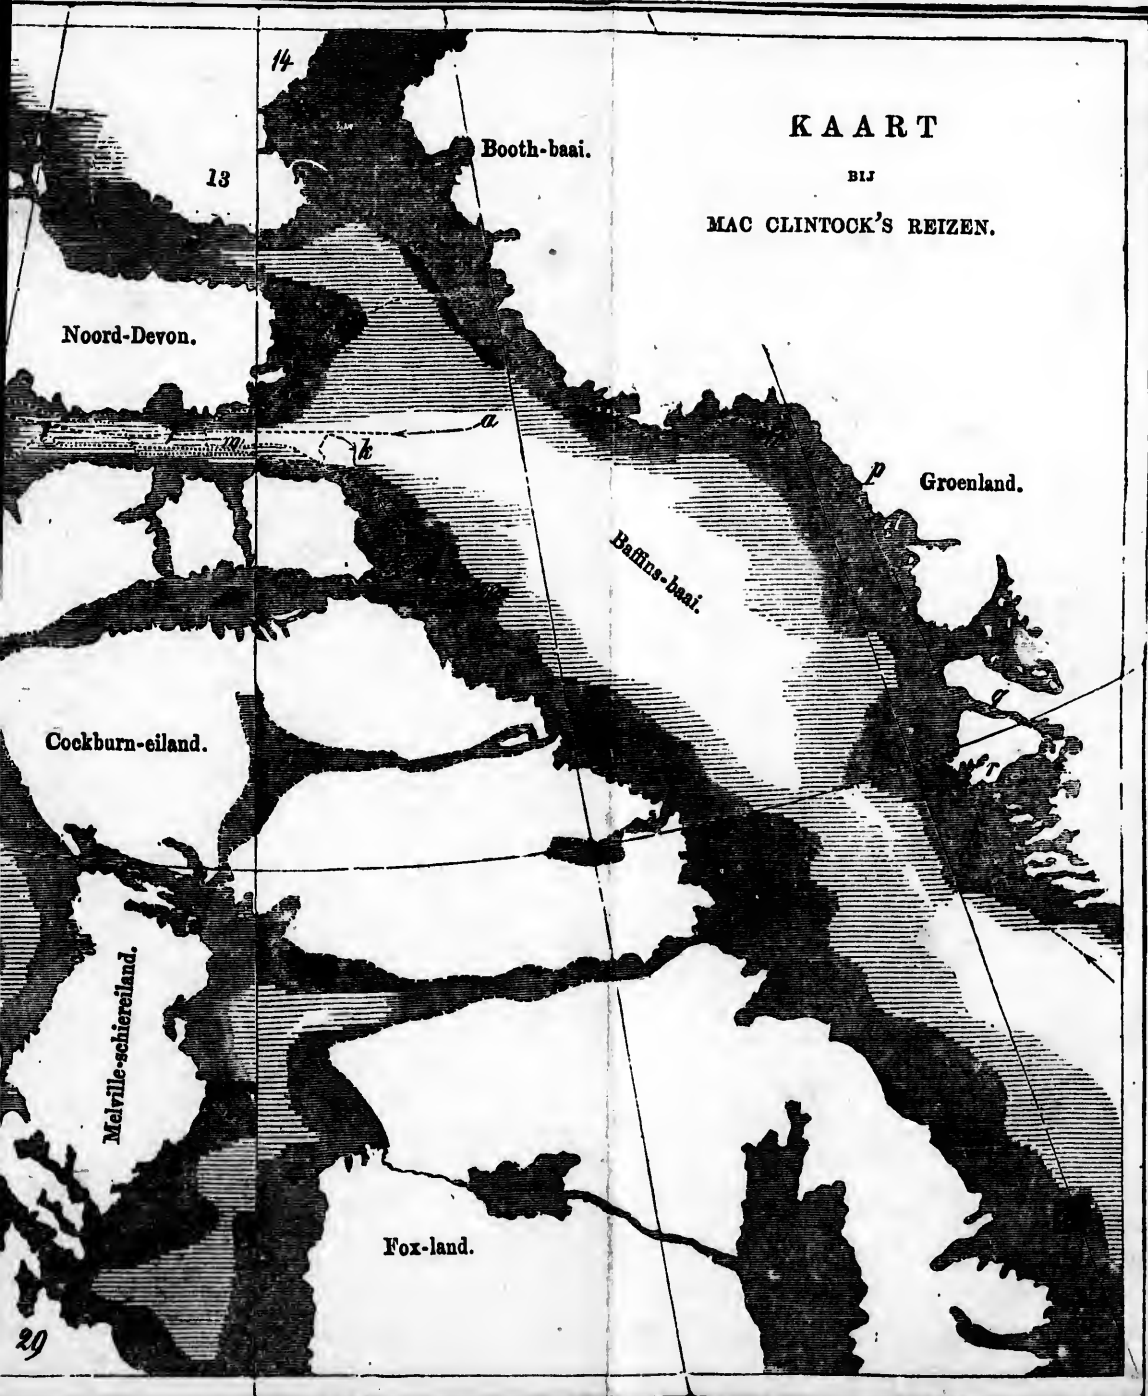 14
KAART
BIJ
MAC CLINTOCK'S REIZEN.
Booth-baai.
13
Noord-Devon.
a
k
m
p
Groenland.
Baffins-baai.
q
r
Cockburn-eiland.
Melville-schiereiland.
Fox-land.
29